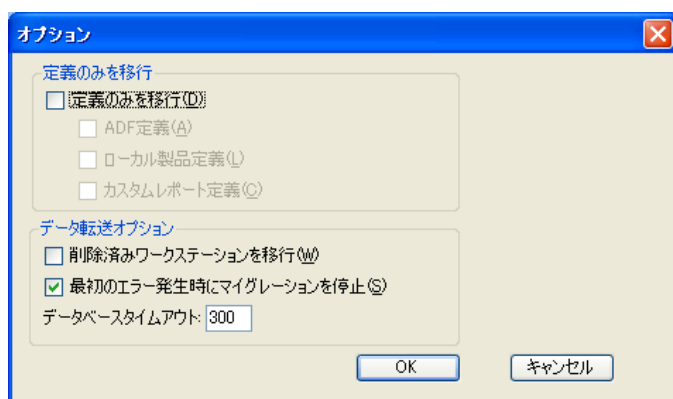 オプション
定義のみを移行
定義のみを移行(D)
ADF定義(A)
ローカル製品定義(L)
カスタムレポート定義(C)
データ転送オプション
削除済みワークステーションを移行(W)
最初のエラー発生時にマイグレーションを停止(S)
データベースタイムアウト: 300
OK キャンセル